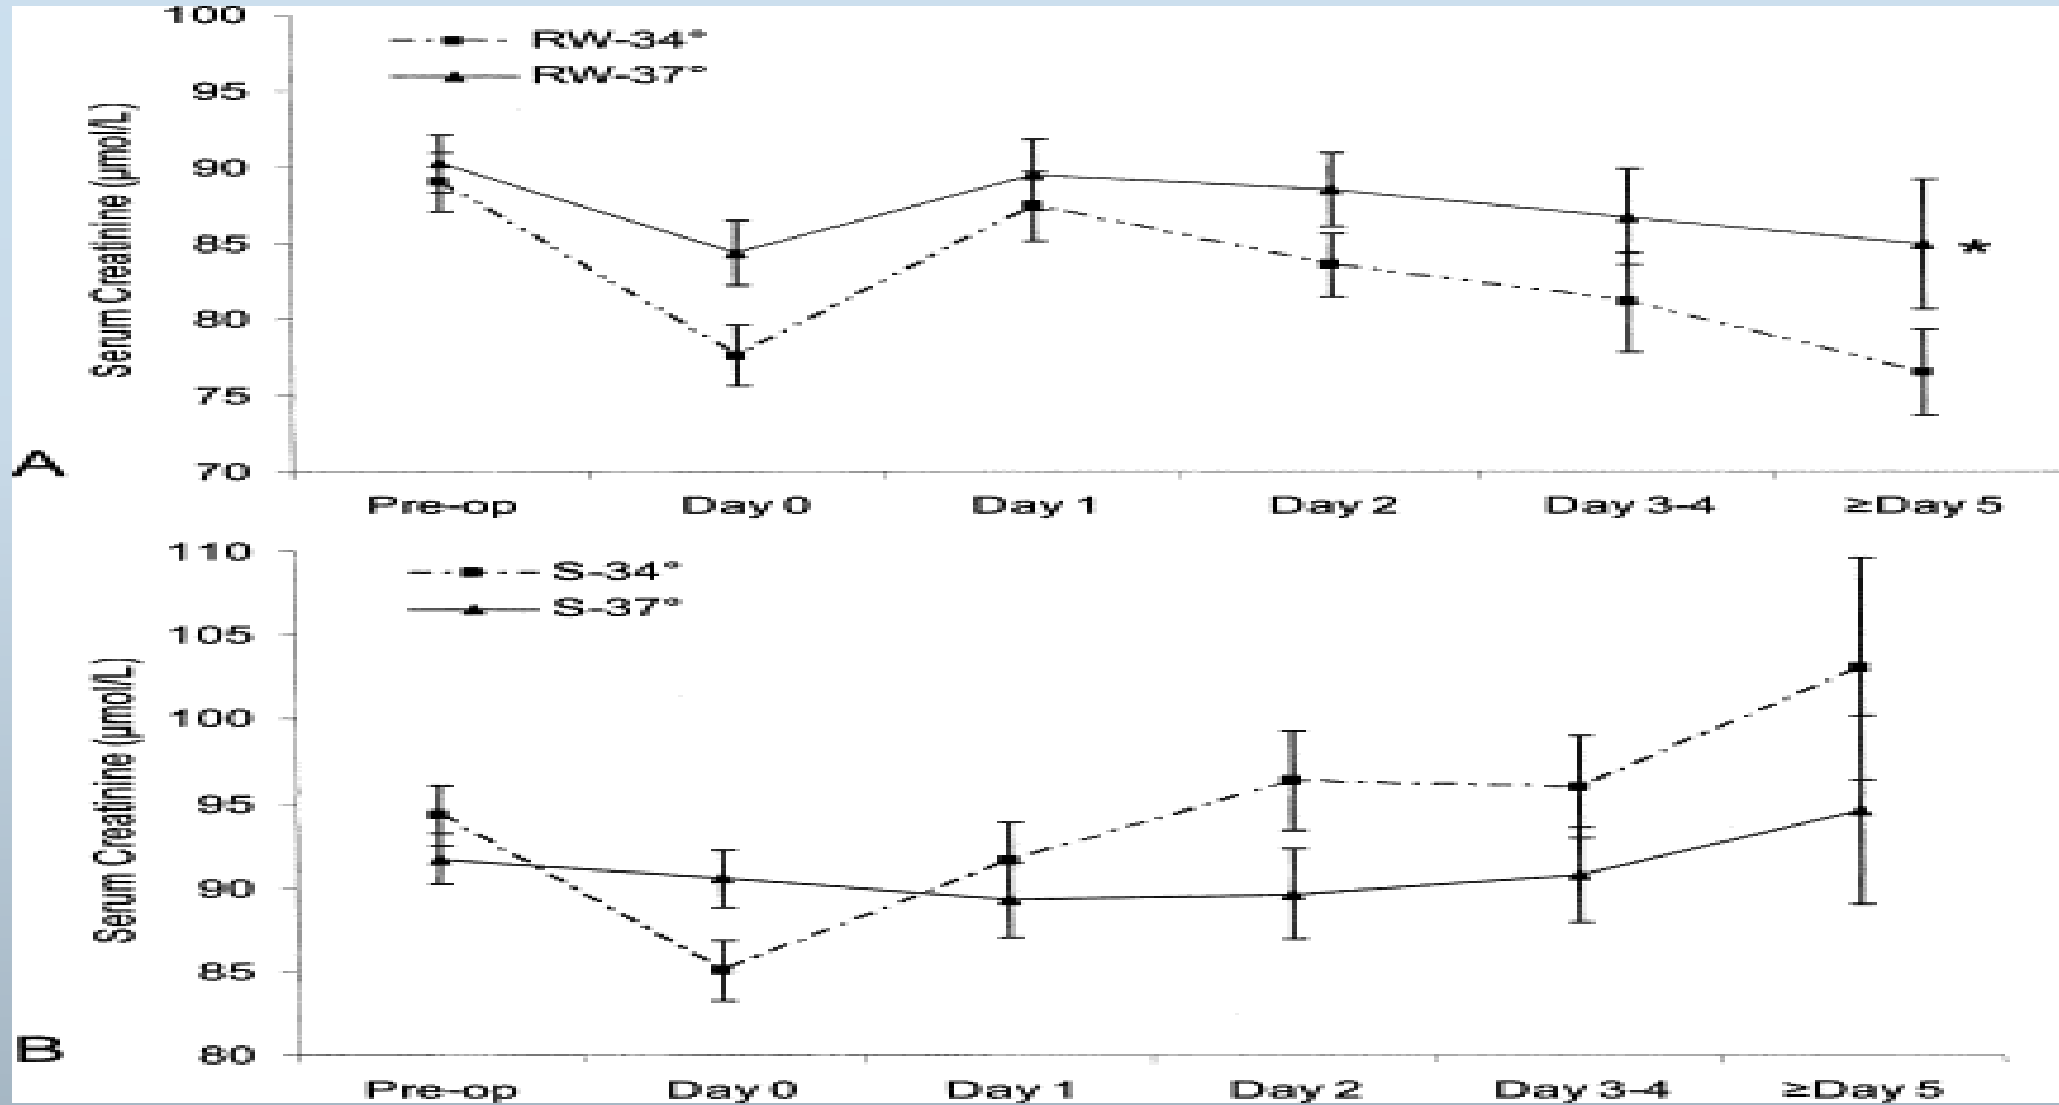 100
RW-34°
RW-37°
95
90
85
80
75
70
Serum Creatinine (µmol/L)
*
A
Pre-op Day 0 Day 1 Day 2 Day 3-4 ≥Day 5
110
S-34°
S-37°
105
100
95
90
85
80
Serum Creatinine (µmol/L)
B
Pre-op Day 0 Day 1 Day 2 Day 3-4 ≥Day 5